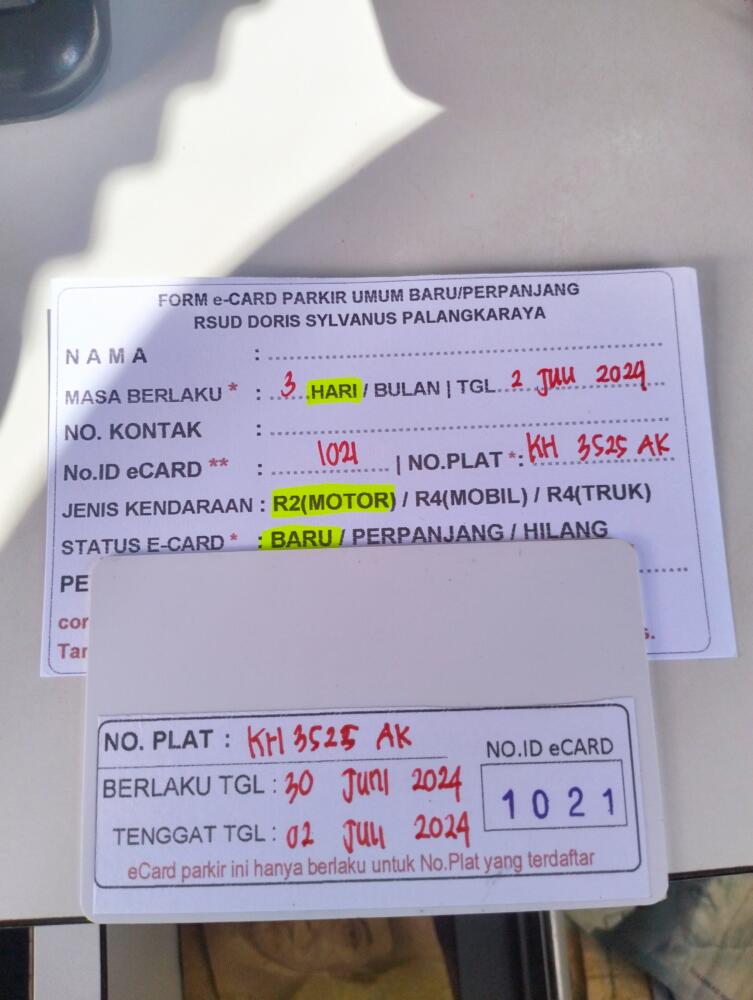 FORM e-CARD PARKIR UMUM BARU/PERPANJANG
RSUD DORIS SYLVANUS PALANGKARAYA
NAMA :
MASA BERLAKU * : 3 HARI / BULAN | TGL 2 JULI 2024
NO. KONTAK :
No.ID eCARD ** : 1021 | NO.PLAT *: KH 3525 AK
JENIS KENDARAAN : R2(MOTOR) / R4(MOBIL) / R4(TRUK)
STATUS E-CARD * : BARU / PERPANJANG / HILANG
NO. PLAT : KH 3525 AK
NO.ID eCARD
BERLAKU TGL : 30 JUNI 2024
1021
TENGGAT TGL : 02 JULI 2024
eCard parkir ini hanya berlaku untuk No.Plat yang terdaftar